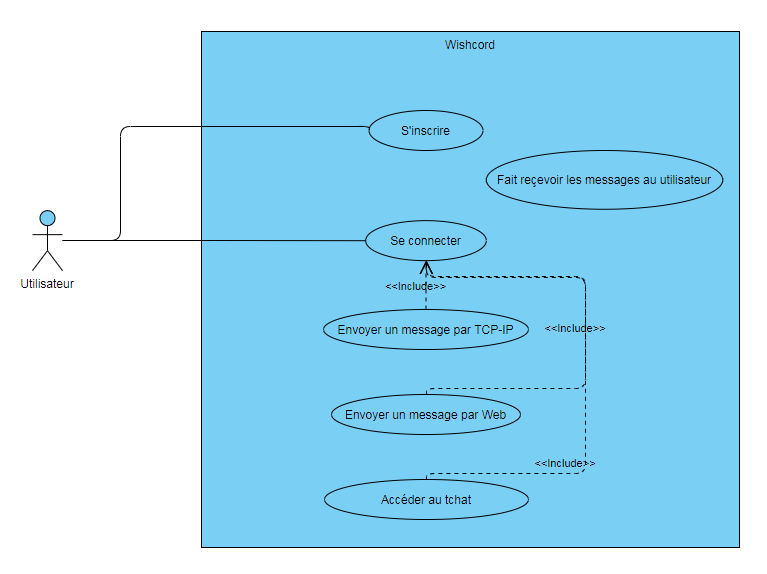 Wishcord
S'inscrire
Fait reçevoir les messages au utilisateur
Se connecter
Utilisateur
<<Include>>
Envoyer un message par TCP-IP
<<Include>>
Envoyer un message par Web
<<Include>>
Accéder au tchat